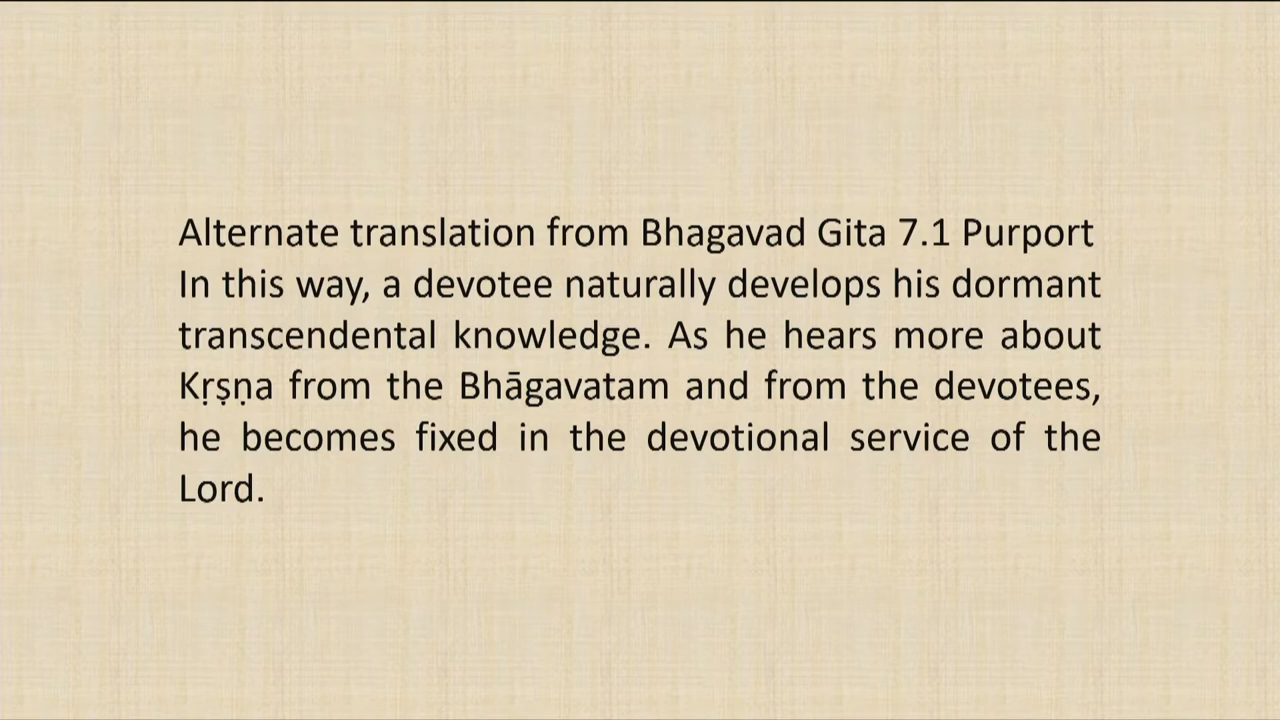 Alternate translation from Bhagavad Gita 7.1 Purport
In this way, a devotee naturally develops his dormant
transcendental knowledge. As he hears more about
Kṛṣṇa from the Bhāgavatam and from the devotees,
he becomes fixed in the devotional service of the
Lord.